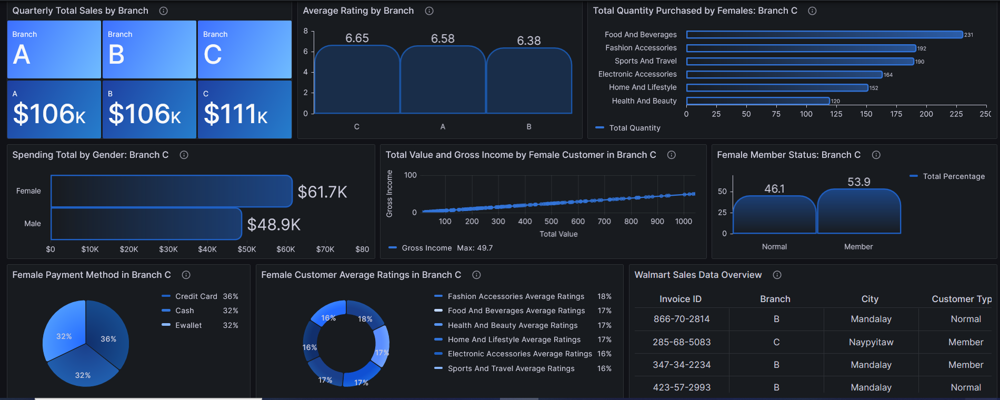 Quarterly Total Sales by Branch
Branch
A
Branch
B
Branch
C
A
$106K
B
$106K
C
$111K
Average Rating by Branch
8
6
4
2
0
6.65
6.58
6.38
C
A
B
Total Quantity Purchased by Females: Branch C
Food And Beverages 231
Fashion Accessories 192
Sports And Travel 190
Electronic Accessories 164
Home And Lifestyle 152
Health And Beauty 120
0 25 50 75 100 125 150 175 200 225 250
Total Quantity
Spending Total by Gender: Branch C
Female $61.7K
Male $48.9K
$0 $10K $20K $30K $40K $50K $60K $70K $80
Total Value and Gross Income by Female Customer in Branch C
Gross Income
100
0
100 200 300 400 500 600 700 800 900 1000
Total Value
Gross Income Max: 49.7
Female Member Status: Branch C
Total Percentage
50
25
0
46.1
53.9
Normal
Member
Female Payment Method in Branch C
32%
36%
32%
Credit Card 36%
Cash 32%
Ewallet 32%
Female Customer Average Ratings in Branch C
16%
18%
16%
17%
17%
17%
Fashion Accessories Average Ratings 18%
Food And Beverages Average Ratings 17%
Health And Beauty Average Ratings 17%
Home And Lifestyle Average Ratings 17%
Electronic Accessories Average Ratings 16%
Sports And Travel Average Ratings 16%
Walmart Sales Data Overview
Invoice ID Branch City Customer Typ
866-70-2814 B Mandalay Normal
285-68-5083 C Naypyitaw Member
347-34-2234 B Mandalay Member
423-57-2993 B Mandalay Normal